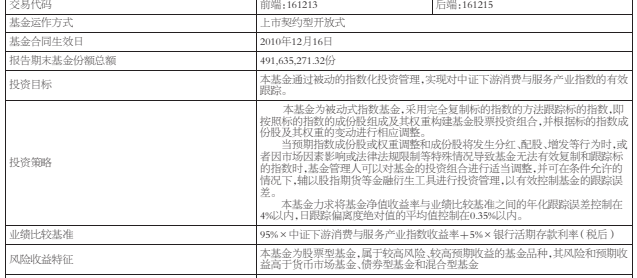 交易代码 前端:161213 后端:161215
基金运作方式 上市契约型开放式
基金合同生效日 2010年12月16日
报告期末基金份额总额 491,635,271.32份
投资目标 本基金通过被动的指数化投资管理,实现对中证下游消费与服务产业指数的有效
跟踪。
本基金为被动式指数基金,采用完全复制标的指数的方法跟踪标的指数,即
按照标的指数的成份股组成及其权重构建基金股票投资组合,并根据标的指数成
份股及其权重的变动进行相应调整。
当预期指数成份股或权重调整和成份股将发生分红、配股、增发等行为时,或
者因市场因素影响或法律法规限制等特殊情况导致基金无法有效复制和跟踪标
投资策略 的指数时,基金管理人可以对基金的投资组合进行适当调整,并可在条件允许的
情况下,辅以股指期货等金融衍生工具进行投资管理,以有效控制基金的跟踪误
差。
本基金力求将基金净值收益率与业绩比较基准之间的年化跟踪误差控制在
4%以内,日跟踪偏离度绝对值的平均值控制在0.35%以内。
业绩比较基准 95%×中证下游消费与服务产业指数收益率+5%×银行活期存款利率(税后)
风险收益特征 本基金为股票型基金,属于较高风险、较高预期收益的基金品种,其风险和预期收
益高于货币市场基金、债券型基金和混合型基金